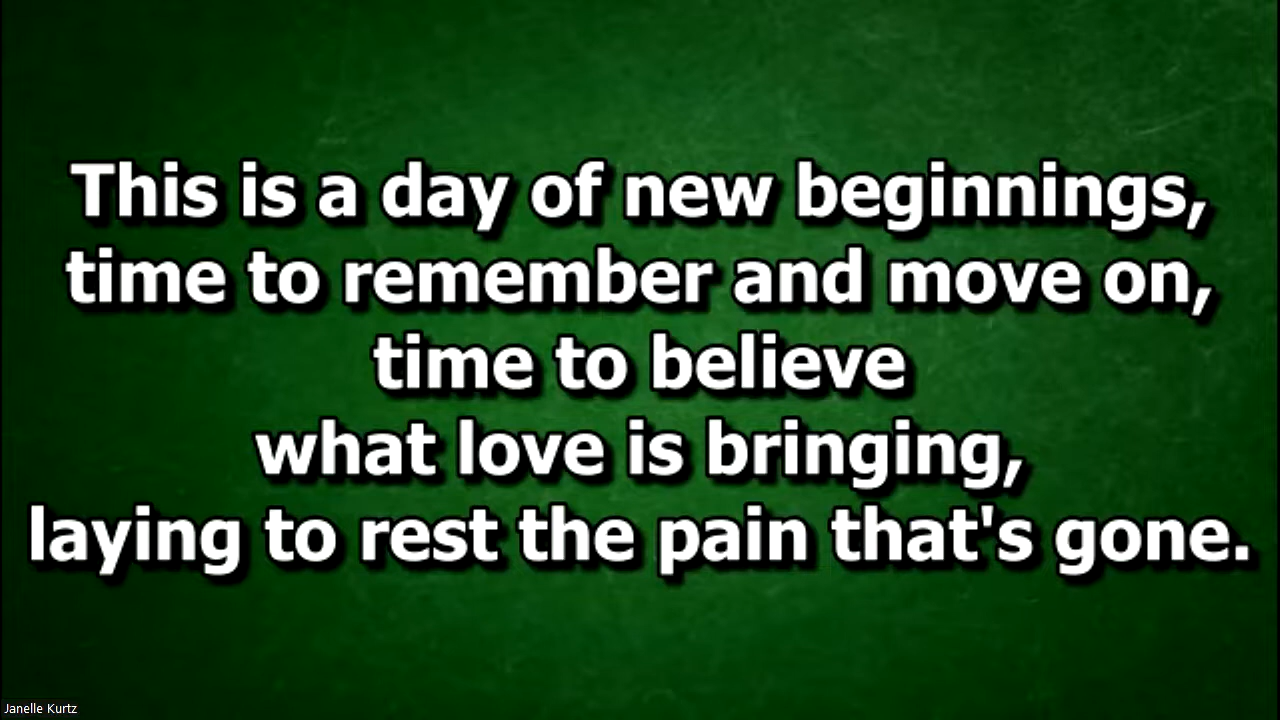 This is a day of new beginnings,
time to remember and move on,
time to believe
what love is bringing,
laying to rest the pain that's gone.
Janelle Kurtz